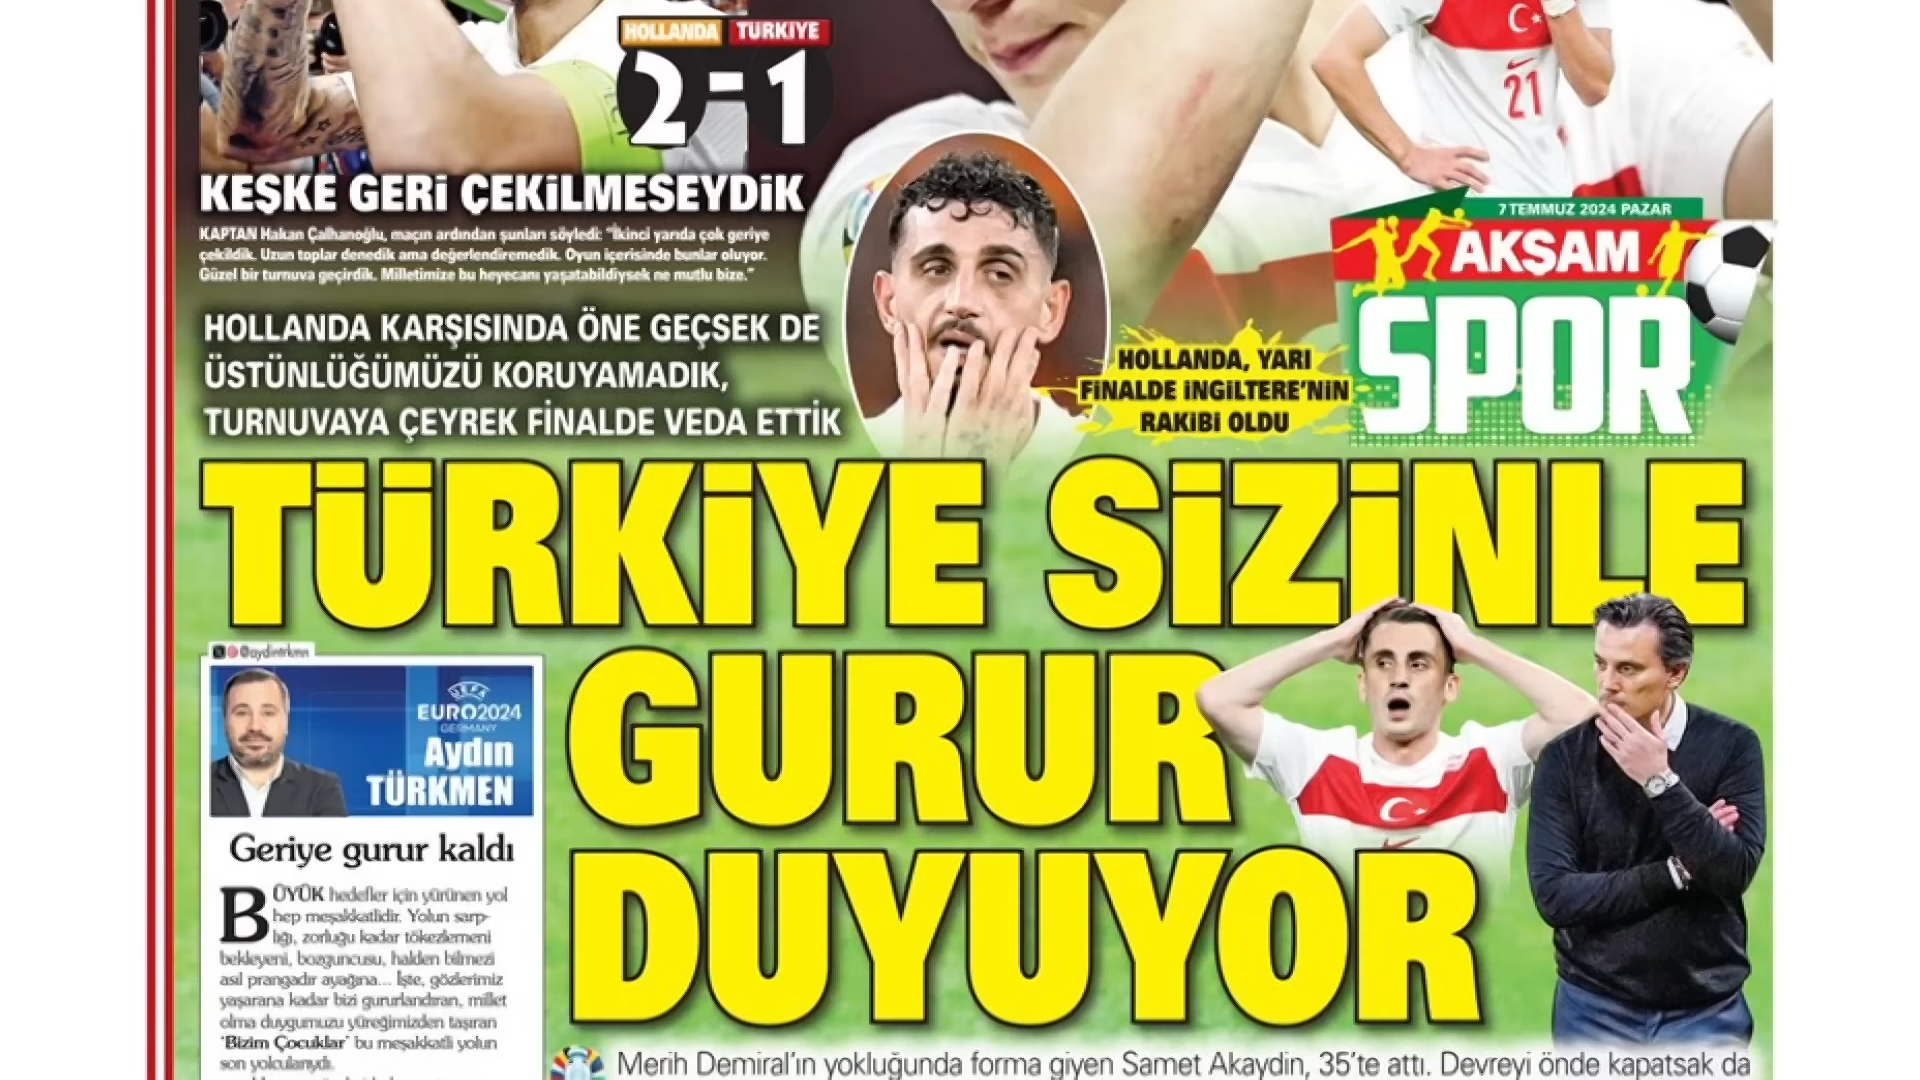 HOLLANDA TÜRKİYE
2-1
21
KEŞKE GERİ ÇEKİLMESEYDİK
KAPTAN Hakan Çalhanoğlu, maçın ardından şunları söyledi: "İkinci yarıda çok geriye
çekildik. Uzun toplar denedik ama değerlendiremedik. Oyun içerisinde bunlar oluyor.
Güzel bir turnuva geçirdik. Milletimize bu heyecanı yaşatabildiysek ne mutlu bize."
HOLLANDA KARŞISINDA ÖNE GEÇSEK DE
ÜSTÜNLÜĞÜMÜZÜ KORUYAMADIK,
TURNUVAYA ÇEYREK FİNALDE VEDA ETTİK
HOLLANDA, YARI
FİNALDE İNGİLTERE'NİN
RAKİBİ OLDU
7 TEMMUZ 2024 PAZAR
AKŞAM
SPOR
TÜRKİYE SİZİNLE
GURUR
DUYUYOR
@aydintrkmn
UEFA
EURO2024
GERMANY
Aydın
TÜRKMEN
Geriye gurur kaldı
BÜYÜK hedefler için yürünen yol
hep meşakkatlidir. Yolun sarp-
lığı, zorluğu kadar tökezlemeni
bekleyeni, bozguncusu, halden bilmezi
asıl prangadır ayağına... İşte, gözlerimiz
yaşarana kadar bizi gururlandıran, millet
olma duygumuzu yüreğimizden taşıran
'Bizim Çocuklar' bu meşakkatli yolun
son yolcularıydı.
Merih Demiral'ın yokluğunda forma giyen Samet Akaydin, 35'te attı. Devreyi önde kapatsak da